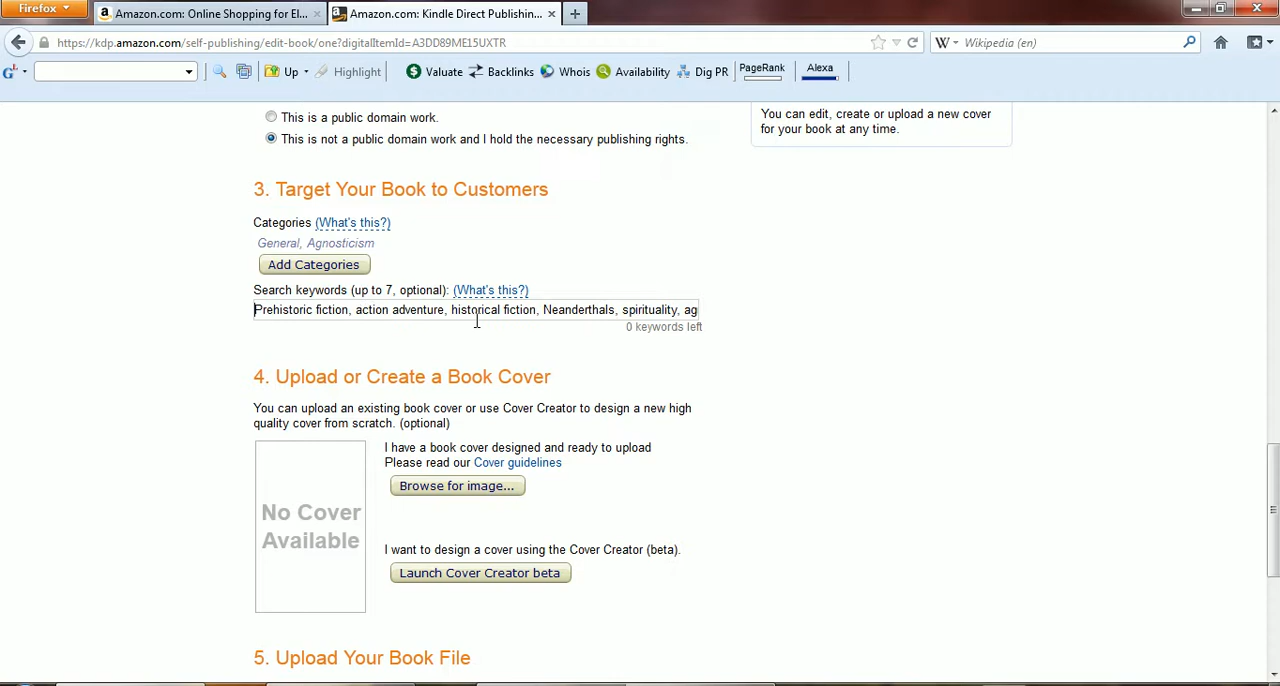 Firefox
Amazon.com: Online Shopping for El...
Amazon.com: Kindle Direct Publishin...
https://kdp.amazon.com/self-publishing/edit-book/one?digitalItemId=A3DD89ME15UXTR
Wikipedia (en)
Up
Highlight
Valuate
Backlinks
Whois
Availability
Dig PR
PageRank
Alexa
This is a public domain work.
This is not a public domain work and I hold the necessary publishing rights.
You can edit, create or upload a new cover
for your book at any time.
3. Target Your Book to Customers
Categories (What's this?)
General, Agnosticism
Add Categories
Search keywords (up to 7, optional): (What's this?)
Prehistoric fiction, action adventure, historical fiction, Neanderthals, spirituality, ag
0 keywords left
4. Upload or Create a Book Cover
You can upload an existing book cover or use Cover Creator to design a new high
quality cover from scratch. (optional)
No Cover
Available
I have a book cover designed and ready to upload
Please read our Cover guidelines
Browse for image...
I want to design a cover using the Cover Creator (beta).
Launch Cover Creator beta
5. Upload Your Book File